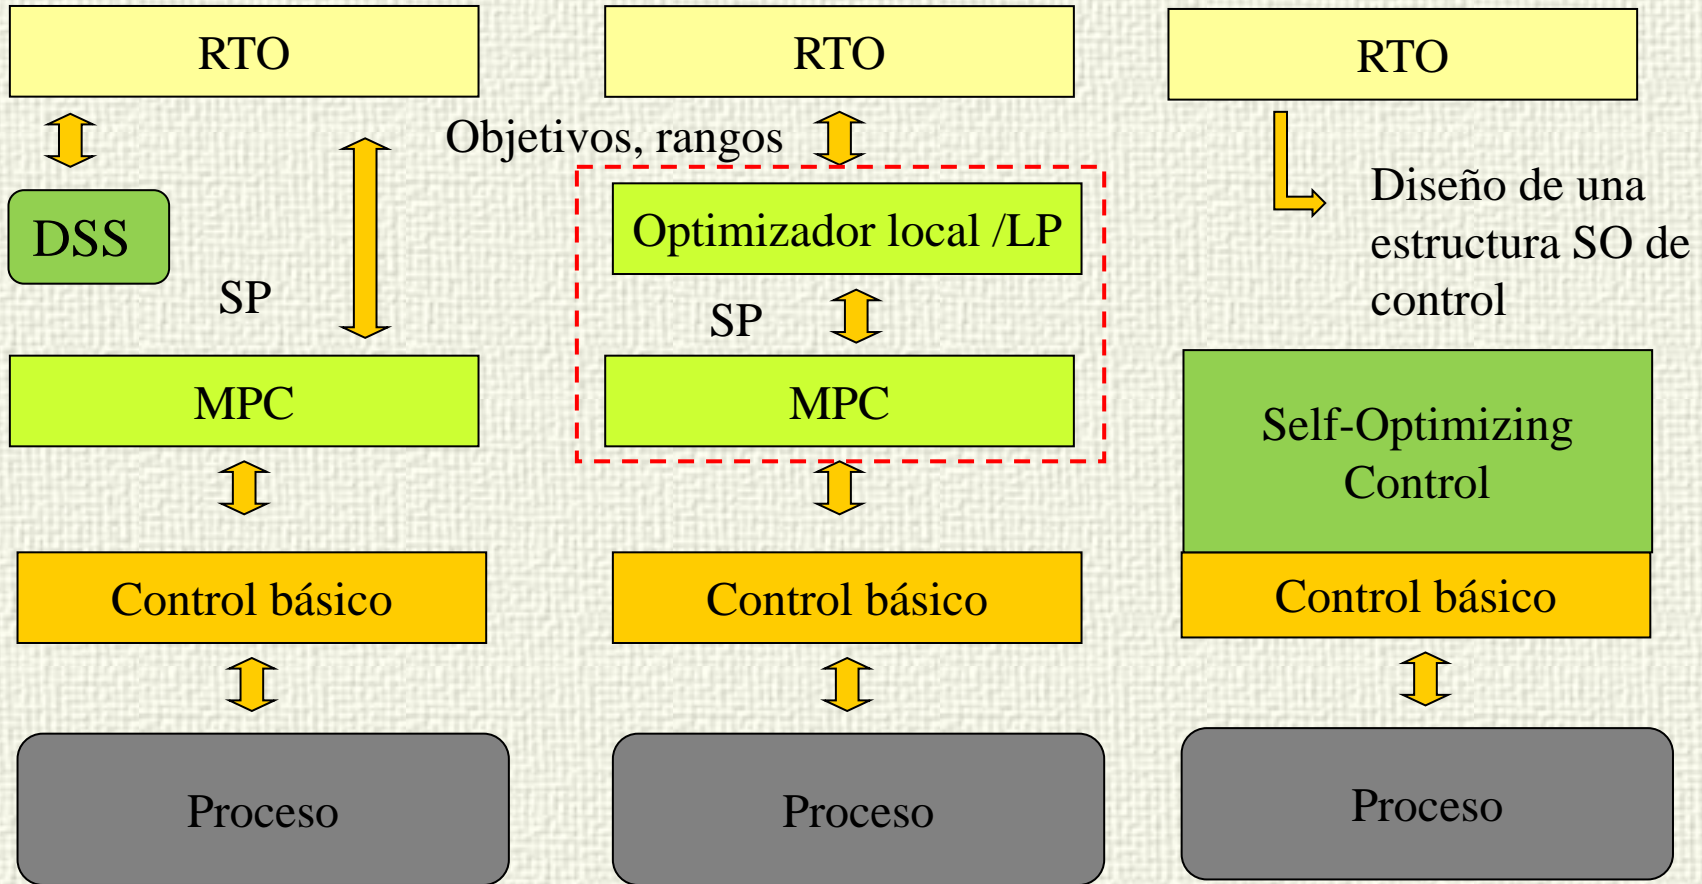 RTO
DSS
SP
MPC
Control básico
Proceso
RTO
Objetivos, rangos
Optimizador local /LP
SP
MPC
Control básico
Proceso
RTO
Diseño de una
estructura SO de
control
Self-Optimizing
Control
Control básico
Proceso